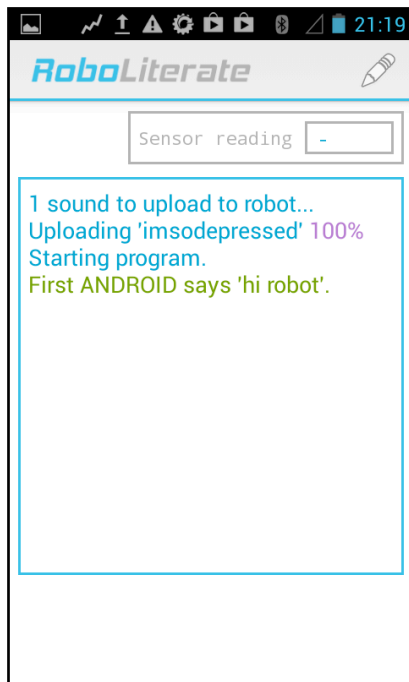 21:19
RoboLiterate
Sensor reading -
1 sound to upload to robot...
Uploading 'imsodepressed' 100%
Starting program.
First ANDROID says 'hi robot'.